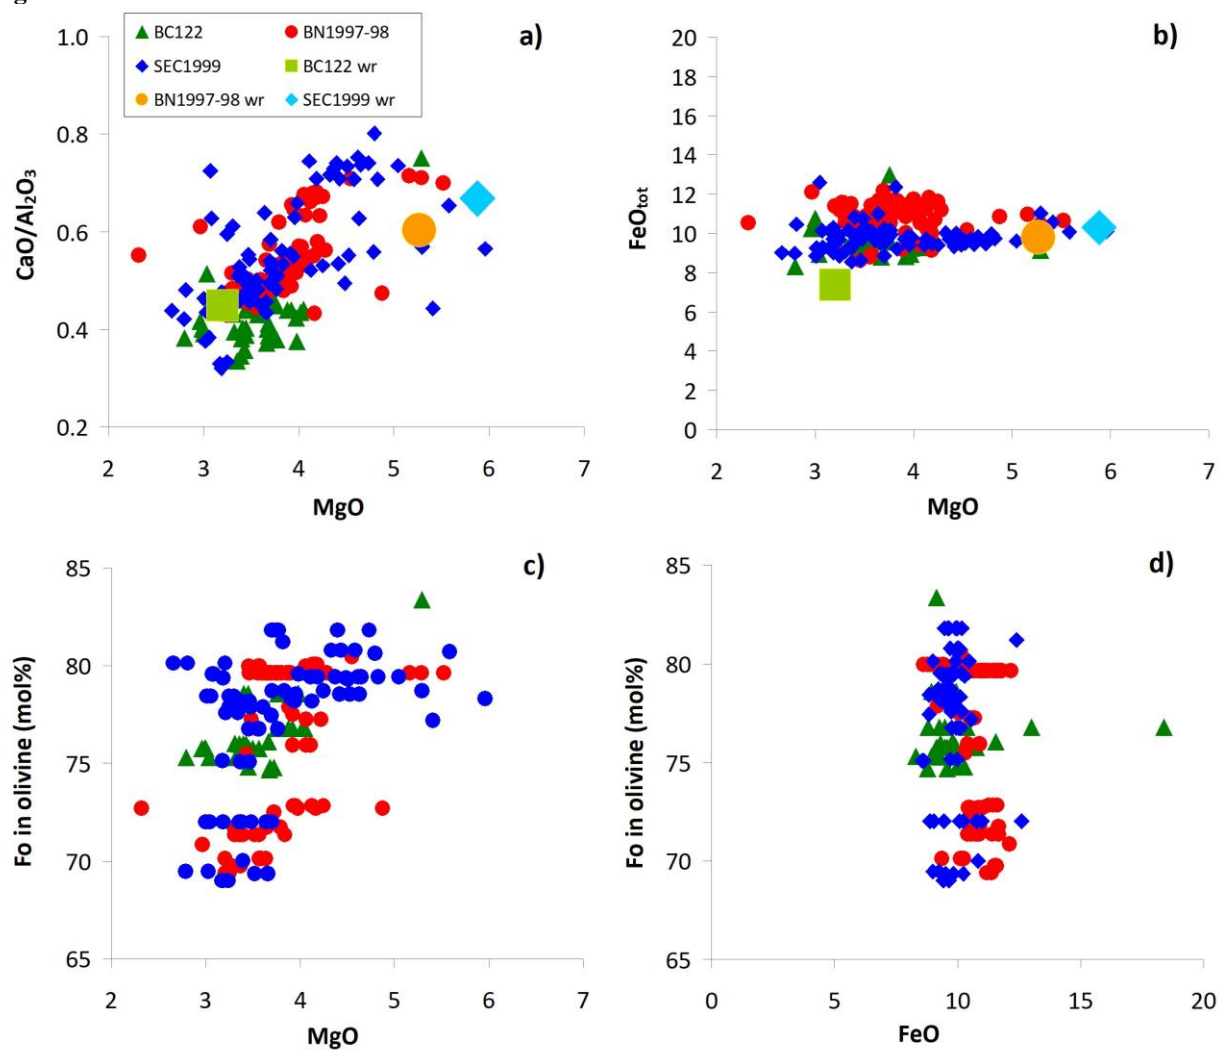 a)
BC122 BN1997-98
SEC1999 BC122 wr
BN1997-98 wr SEC1999 wr
CaO/Al₂O₃
1.0
0.8
0.6
0.4
0.2
2 3 4 5 6 7
MgO
b)
FeOtot
20
18
16
14
12
10
8
6
4
2
0
2 3 4 5 6 7
MgO
c)
Fo in olivine (mol%)
85
80
75
70
65
2 3 4 5 6 7
MgO
d)
Fo in olivine (mol%)
85
80
75
70
65
0 5 10 15 20
FeO